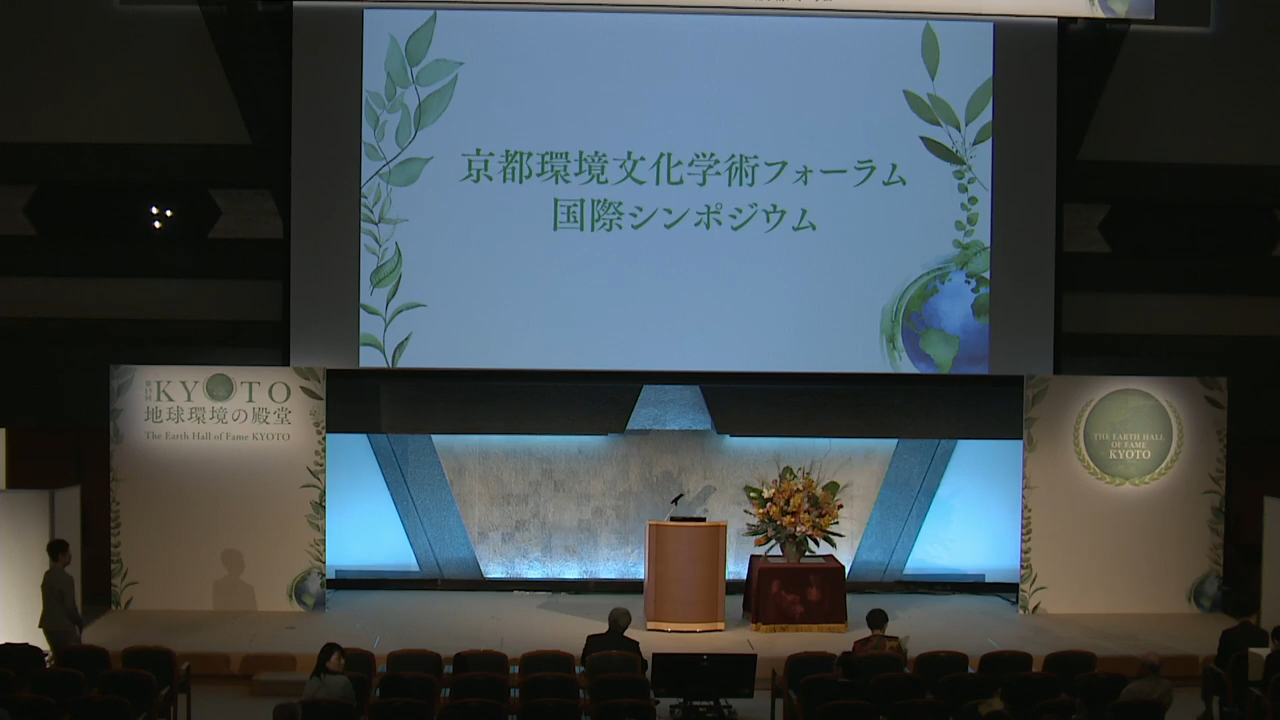 京都環境文化学術フォーラム
国際シンポジウム
KYOTO
地球環境の殿堂
The Earth Hall of Fame KYOTO
THE EARTH HALL
OF FAME
KYOTO